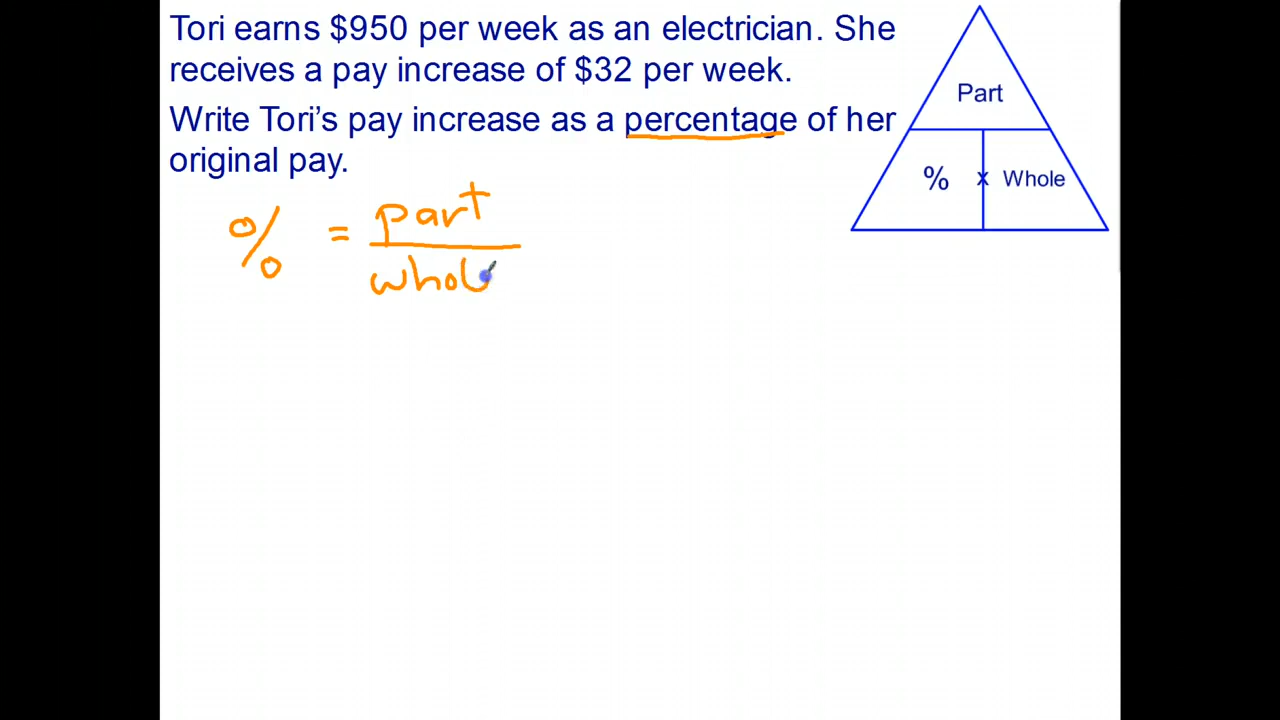 Tori earns $950 per week as an electrician. She
receives a pay increase of $32 per week.
Write Tori's pay increase as a percentage of her
original pay.
Part
% x Whole
% = part
whol